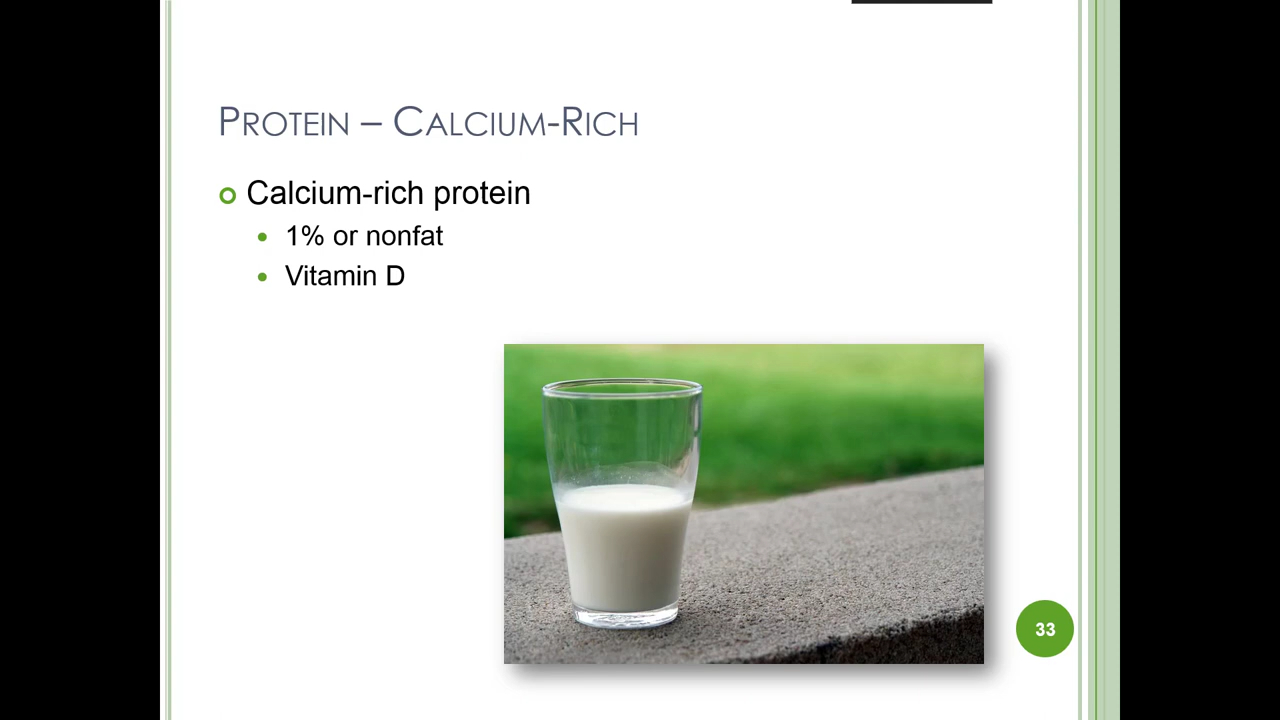 Protein – Calcium-Rich
Calcium-rich protein
1% or nonfat
Vitamin D
33